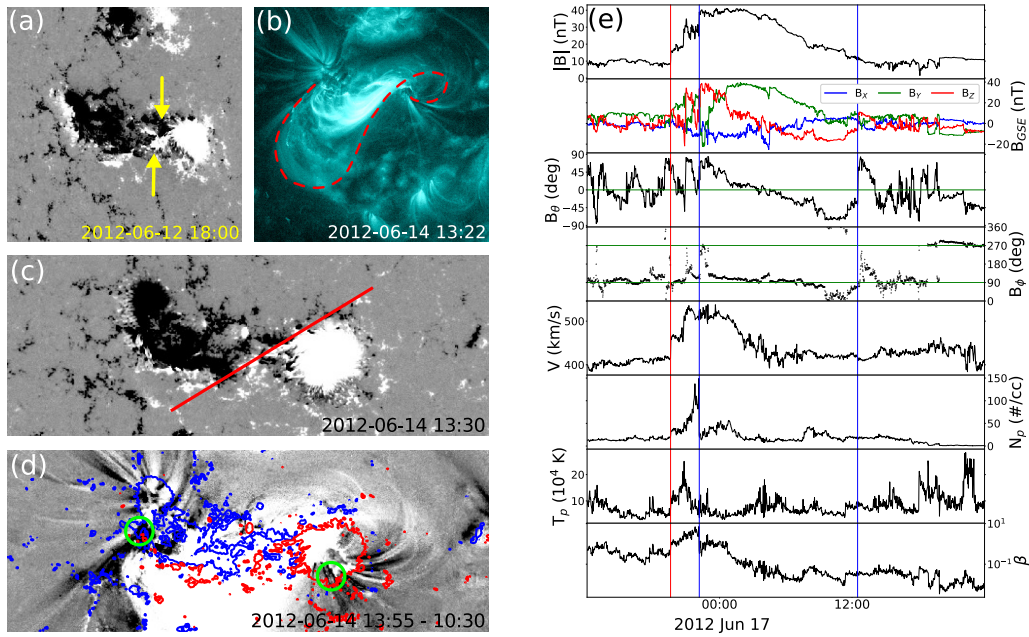 (a)
2012-06-12 18:00
(b)
2012-06-14 13:22
(c)
2012-06-14 13:30
(d)
2012-06-14 13:55 - 10:30
(e)
|B| (nT)
40
30
20
10
0
B_X B_Y B_Z
B_GSE (nT)
40
0
−20
B_θ (deg)
90
45
0
−45
−90
B_ϕ (deg)
360
270
180
90
0
V (km/s)
500
400
N_p (#/cc)
150
100
50
0
T_p (10^4 K)
20
10
β
10^1
10^−1
00:00 12:00
2012 Jun 17